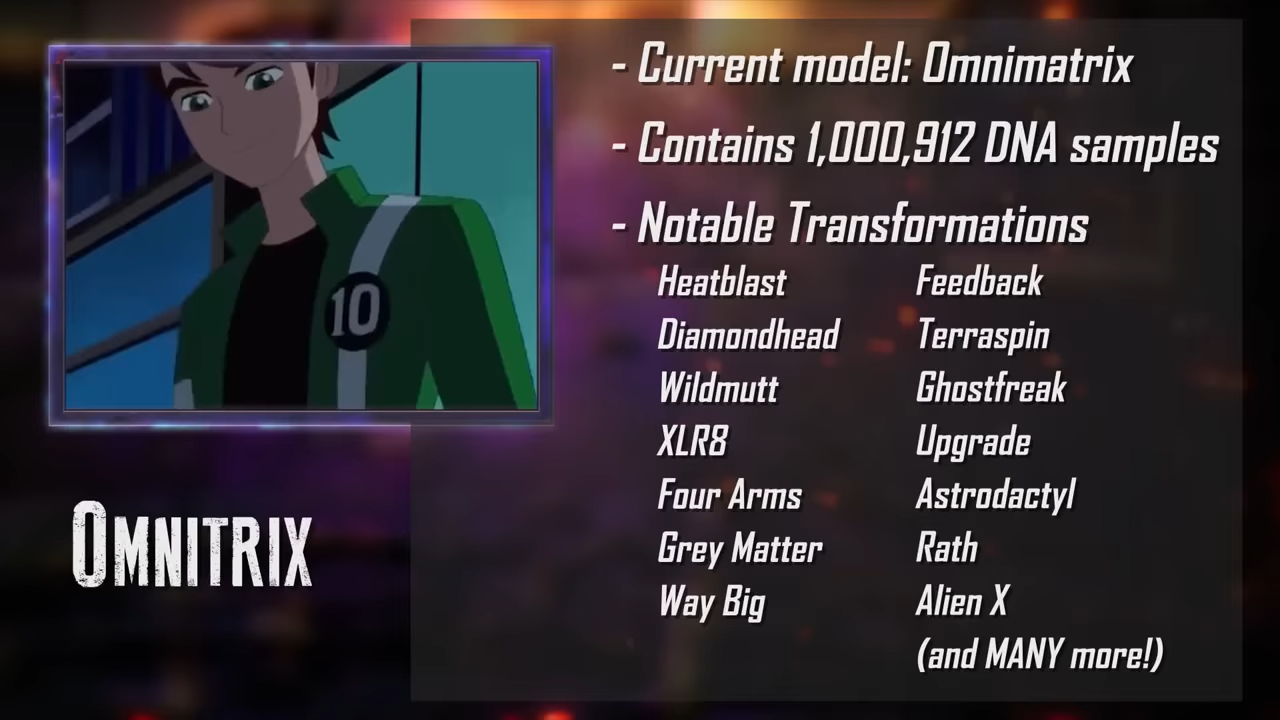 - Current model: Omnimatrix
- Contains 1,000,912 DNA samples
- Notable Transformations
Heatblast
Diamondhead
Wildmutt
XLR8
Four Arms
Grey Matter
Way Big
Feedback
Terraspin
Ghostfreak
Upgrade
Astrodactyl
Rath
Alien X
(and MANY more!)
10
Omnitrix